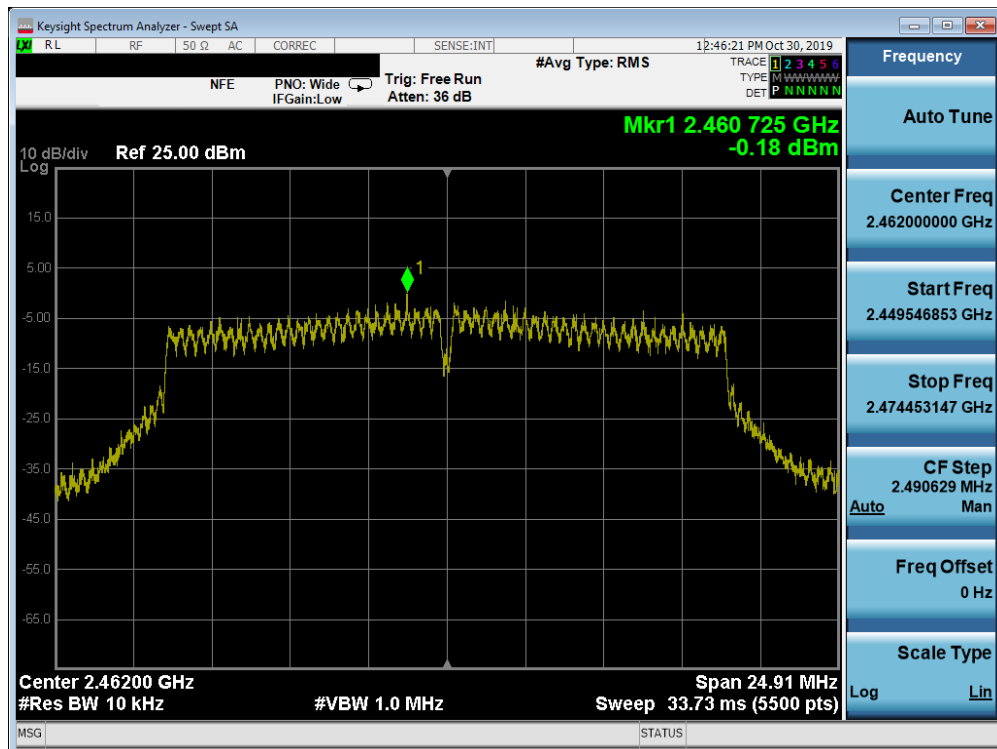 Keysight Spectrum Analyzer - Swept SA
LXI RL RF 50 Ω AC CORREC SENSE:INT 12:46:21 PM Oct 30, 2019
NFE PNO: Wide Trig: Free Run #Avg Type: RMS TRACE 1 2 3 4 5 6
IFGain:Low Atten: 36 dB TYPE M WWWWW
DET P N N N N N
Mkr1 2.460 725 GHz
-0.18 dBm
10 dB/div Ref 25.00 dBm
Log
15.0
5.00
1
-5.00
-15.0
-25.0
-35.0
-45.0
-55.0
-65.0
Center 2.46200 GHz Span 24.91 MHz
#Res BW 10 kHz #VBW 1.0 MHz Sweep 33.73 ms (5500 pts)
MSG STATUS
Frequency
Auto Tune
Center Freq
2.462000000 GHz
Start Freq
2.449546853 GHz
Stop Freq
2.474453147 GHz
CF Step
2.490629 MHz
Auto Man
Freq Offset
0 Hz
Scale Type
Log Lin